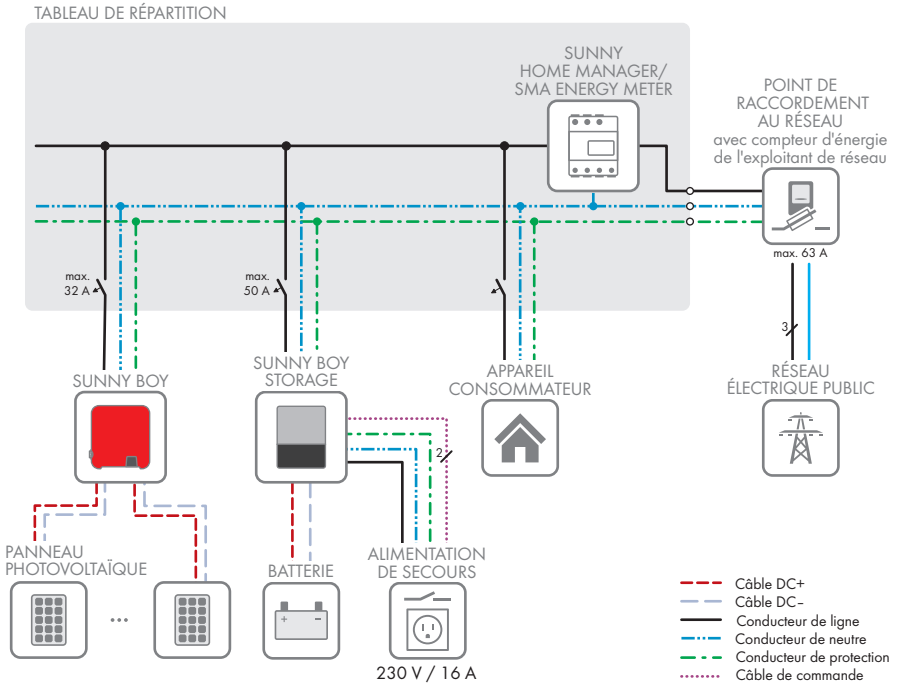 TABLEAU DE RÉPARTITION
SUNNY
HOME MANAGER/
SMA ENERGY METER
POINT DE
RACCORDEMENT
AU RÉSEAU
avec compteur d'énergie
de l'exploitant de réseau
max.
32 A
max.
50 A
max. 63 A
3
SUNNY BOY
SUNNY BOY
STORAGE
APPAREIL
CONSOMMATEUR
RÉSEAU
ÉLECTRIQUE PUBLIC
2
PANNEAU
PHOTOVOLTAÏQUE
...
BATTERIE
+ -
ALIMENTATION
DE SECOURS
230 V / 16 A
Câble DC+
Câble DC-
Conducteur de ligne
Conducteur de neutre
Conducteur de protection
Câble de commande